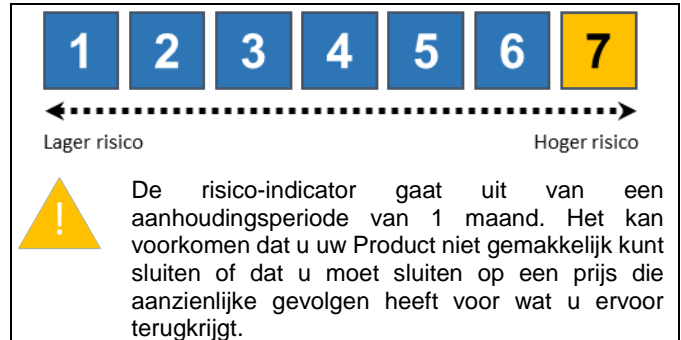 1 2 3 4 5 6 7
Lager risico Hoger risico
!
De risico-indicator gaat uit van een
aanhoudingsperiode van 1 maand. Het kan
voorkomen dat u uw Product niet gemakkelijk kunt
sluiten of dat u moet sluiten op een prijs die
aanzienlijke gevolgen heeft voor wat u ervoor
terugkrijgt.